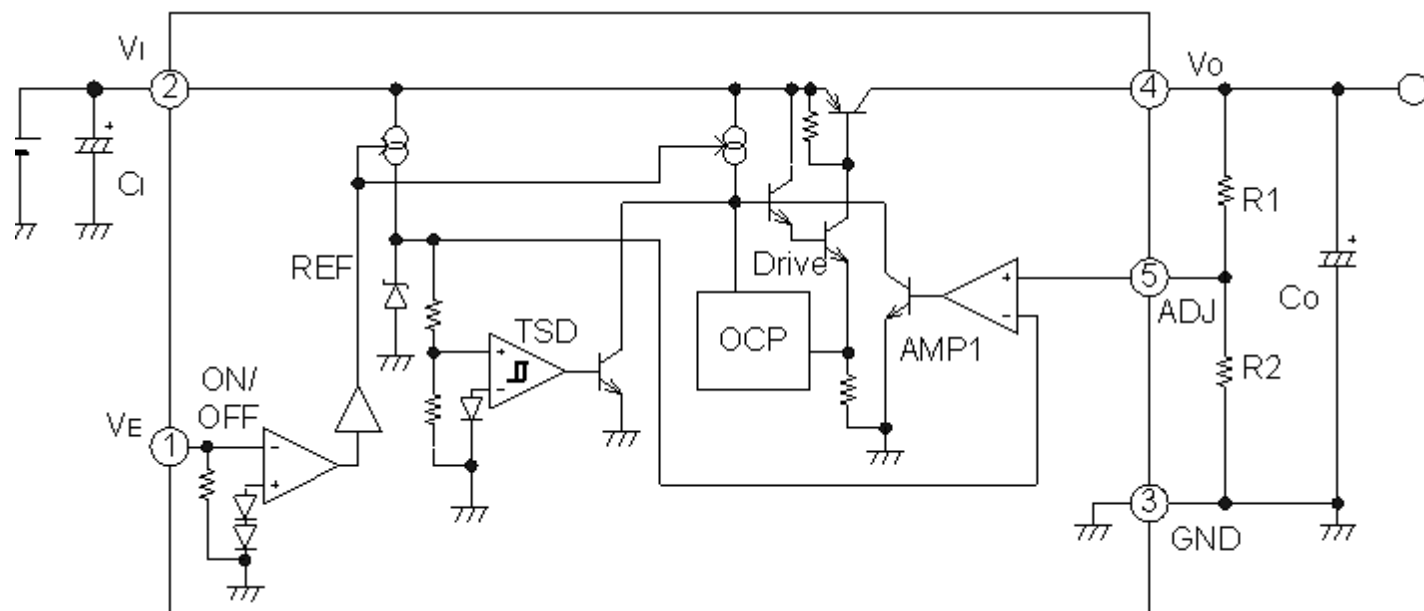 VI
2
4
Vo
+
CI
REF
Drive
R1
+
5
ADJ
Co
+
-
TSD
+
-
OCP
AMP1
R2
ON/
OFF
VE
1
-
+
3
GND